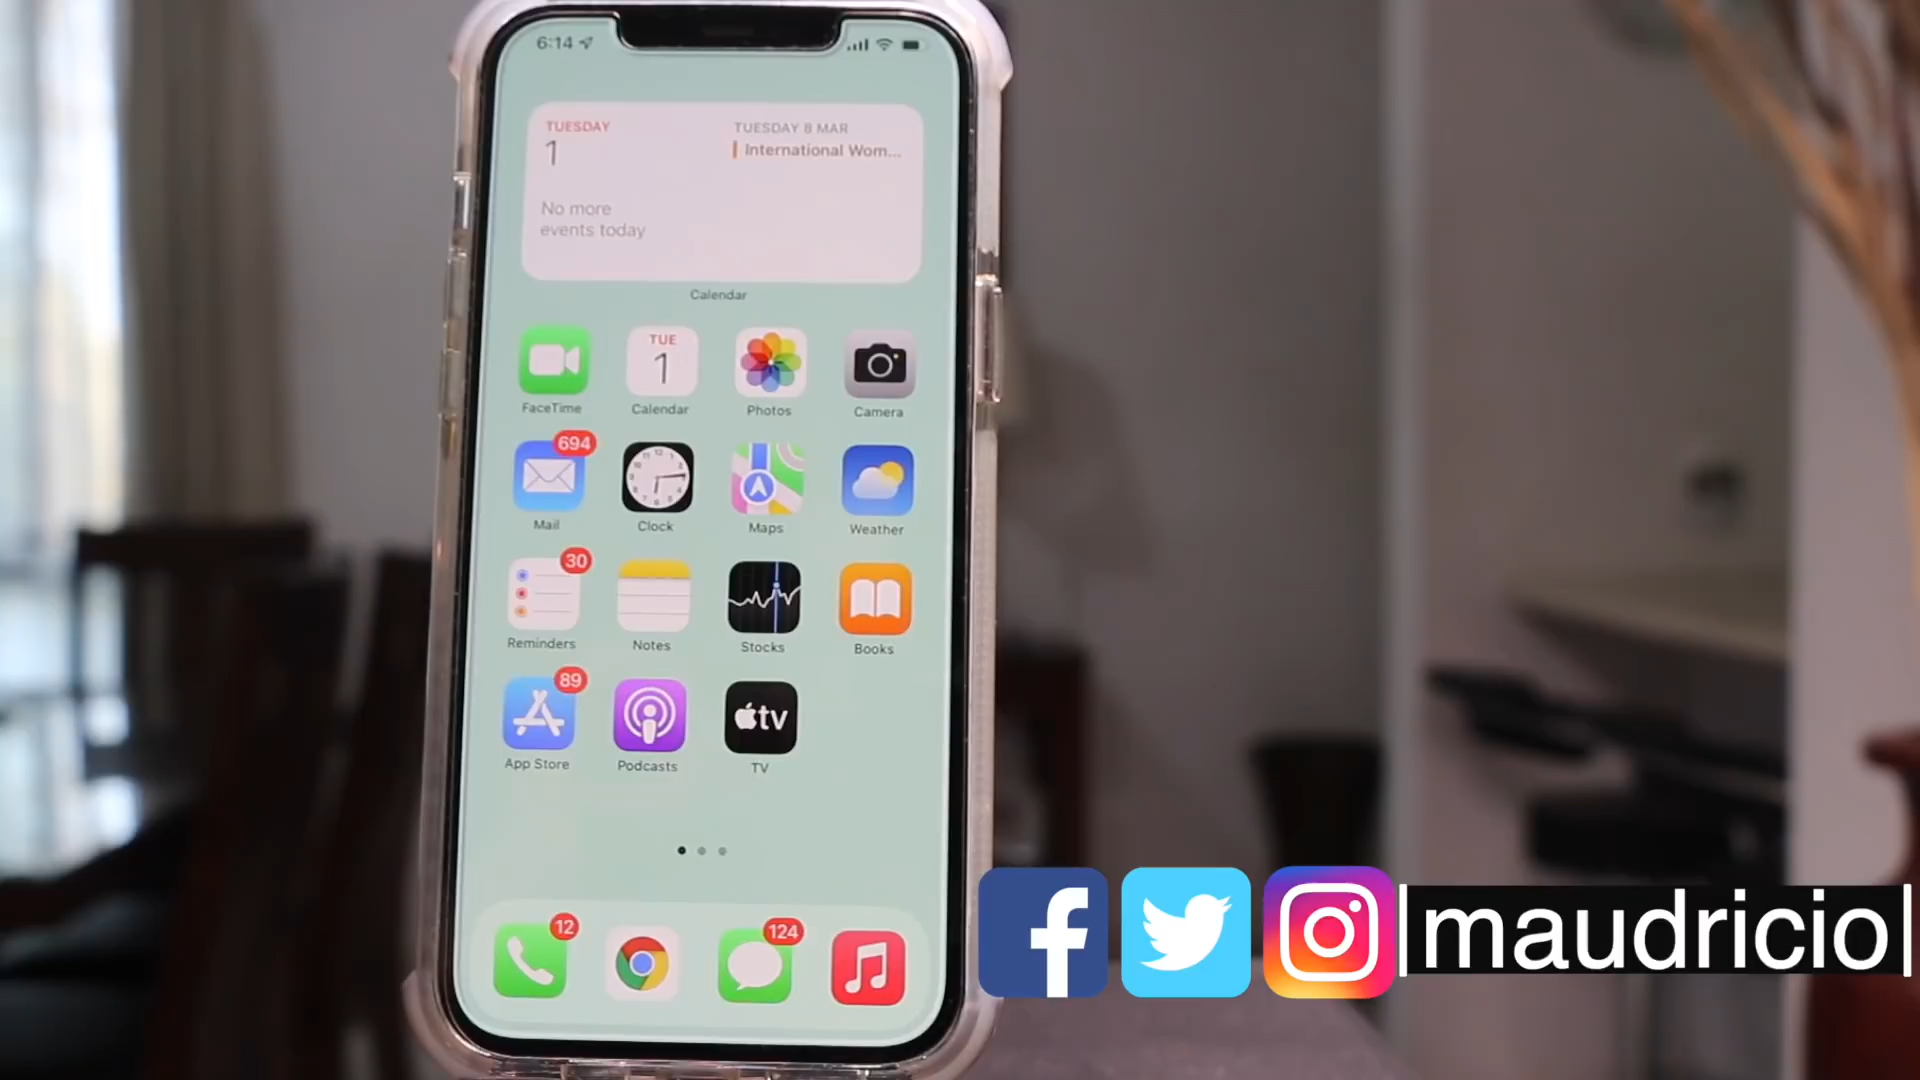 6:14
TUESDAY
1
TUESDAY 8 MAR
International Wom...
No more
events today
Calendar
TUE
1
FaceTime
Calendar
Photos
Camera
694
Mail
Clock
Maps
Weather
30
Reminders
Notes
Stocks
Books
89
tv
App Store
Podcasts
TV
12
124
maudricio